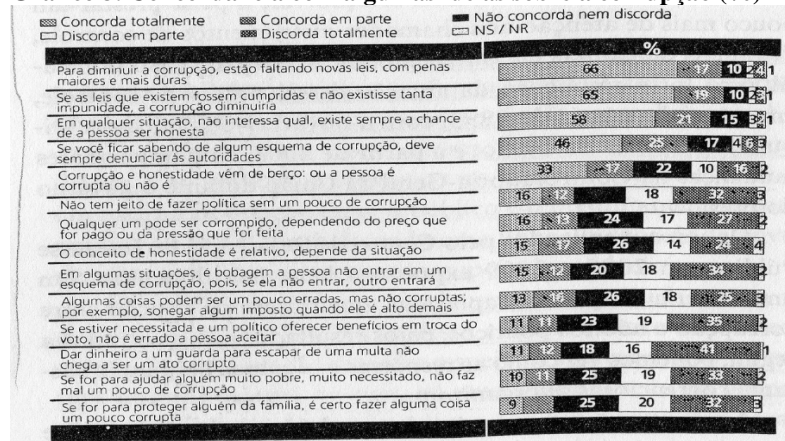 sobre a corrupção (%)
Concorda totalmente Concorda em parte Não concorda nem discorda
Discorda em parte Discorda totalmente NS / NR
%
Para diminuir a corrupção, estão faltando novas leis, com penas
maiores e mais duras
66 17 10 2 4 1
Se as leis que existem fossem cumpridas e não existisse tanta
impunidade, a corrupção diminuiria
65 19 10 2 3 1
Em qualquer situação, não interessa qual, existe sempre a chance
de a pessoa ser honesta
58 21 15 3 1
Se você ficar sabendo de algum esquema de corrupção, deve
sempre denunciar às autoridades
46 25 17 4 6 3
Corrupção e honestidade vêm de berço: ou a pessoa é
corrupta ou não é
33 17 22 10 16 2
Não tem jeito de fazer política sem um pouco de corrupção
16 12 18 32 3
Qualquer um pode ser corrompido, dependendo do preço que
for pago ou da pressão que for feita
16 13 24 17 27 2
O conceito de honestidade é relativo, depende da situação
15 17 26 14 24 4
Em algumas situações, é bobagem a pessoa não entrar em um
esquema de corrupção, pois, se ela não entrar, outro entrará
15 12 20 18 34 2
Algumas coisas podem ser um pouco erradas, mas não corruptas;
por exemplo, sonegar algum imposto quando ele é alto demais
13 16 26 18 25 3
Se estiver necessitada e um político oferecer benefícios em troca do
voto, não é errado a pessoa aceitar
11 11 23 19 35 2
Dar dinheiro a um guarda para escapar de uma multa não
chega a ser um ato corrupto
11 12 18 16 41 1
Se for para ajudar alguém muito pobre, muito necessitado, não faz
mal um pouco de corrupção
10 11 25 19 33 2
Se for para proteger alguém da família, é certo fazer alguma coisa
um pouco corrupta
9 25 20 32 3